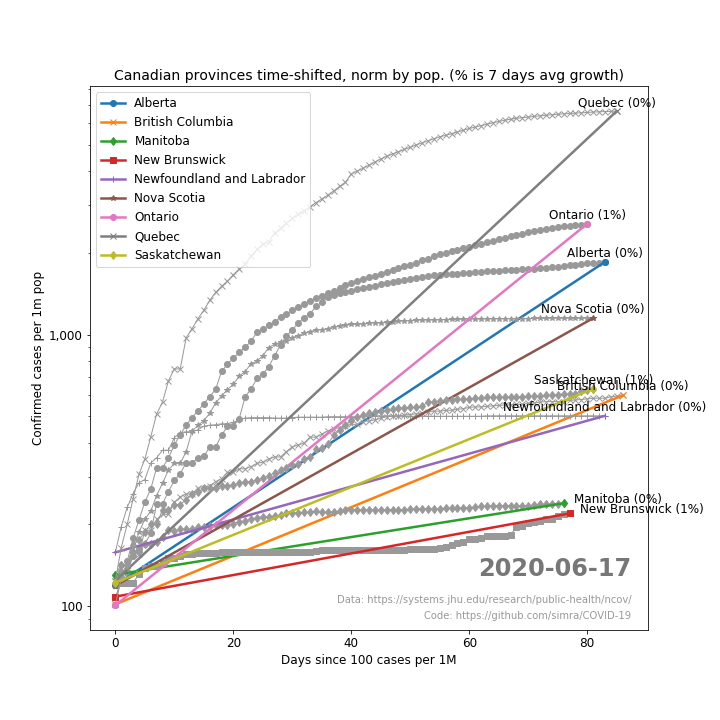 Canadian provinces time-shifted, norm by pop. (% is 7 days avg growth)
Alberta
British Columbia
Manitoba
New Brunswick
Newfoundland and Labrador
Nova Scotia
Ontario
Quebec
Saskatchewan
Quebec (0%)
Ontario (1%)
Alberta (0%)
Nova Scotia (0%)
Saskatchewan (1%)
British Columbia (0%)
Newfoundland and Labrador (0%)
Manitoba (0%)
New Brunswick (1%)
2020-06-17
Data: https://systems.jhu.edu/research/public-health/ncov/
Code: https://github.com/simra/COVID-19
Confirmed cases per 1m pop
1,000
100
0 20 40 60 80
Days since 100 cases per 1M